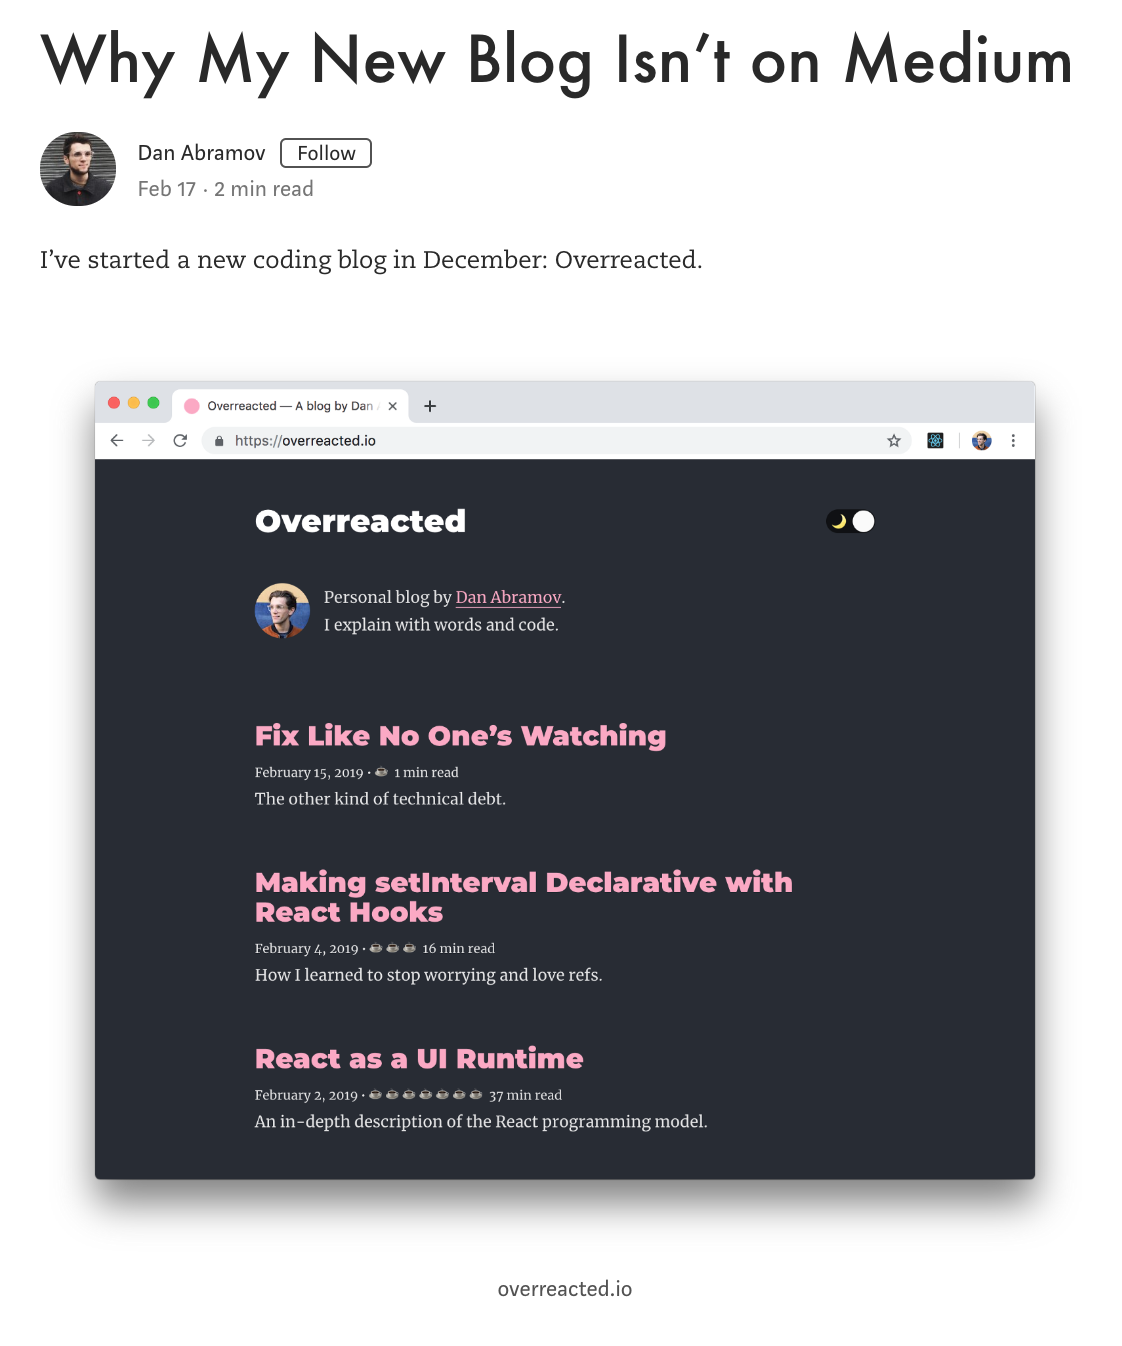 Why My New Blog Isn’t on Medium
Dan Abramov Follow
Feb 17 · 2 min read
I’ve started a new coding blog in December: Overreacted.
Overreacted — A blog by Dan
https://overreacted.io
Overreacted
Personal blog by Dan Abramov.
I explain with words and code.
Fix Like No One’s Watching
February 15, 2019 • 1 min read
The other kind of technical debt.
Making setInterval Declarative with
React Hooks
February 4, 2019 • 16 min read
How I learned to stop worrying and love refs.
React as a UI Runtime
February 2, 2019 • 37 min read
An in-depth description of the React programming model.
overreacted.io